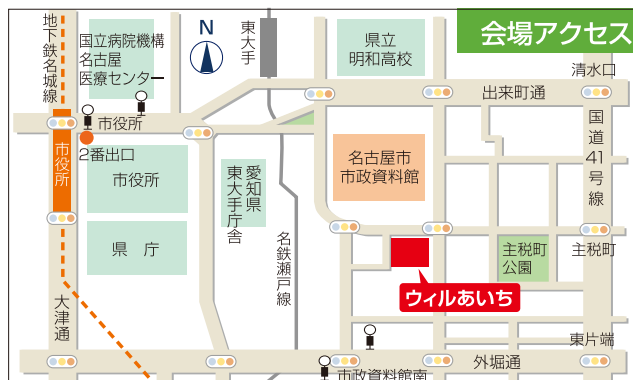 会場アクセス
N
地下鉄名城線
国立病院機構
名古屋
医療センター
東大手
県立
明和高校
清水口
出来町通
市役所
2番出口
市役所
市役所
名古屋市
市政資料館
国道41号線
愛知県
東大手庁舎
県 庁
名鉄瀬戸線
主税町
公園
主税町
ウィルあいち
大津通
東片端
外堀通
市政資料館南